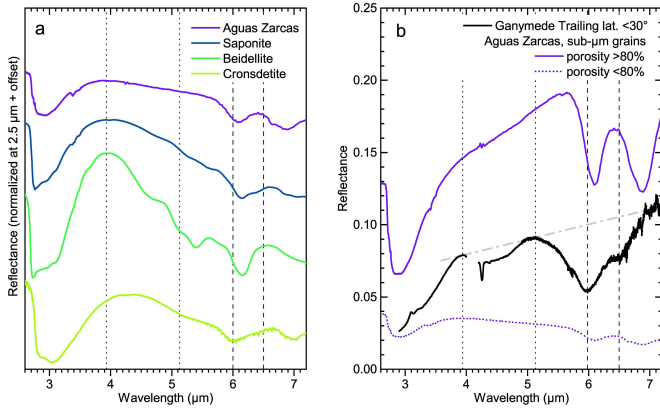 a
Aguas Zarcas
Saponite
Beidellite
Cronsdetite
Reflectance (normalized at 2.5 μm + offset)
3
4
5
6
7
Wavelength (μm)
b
Ganymede Trailing lat. <30°
Aguas Zarcas, sub-μm grains
porosity >80%
porosity <80%
Reflectance
0.25
0.20
0.15
0.10
0.05
0.00
3
4
5
6
7
Wavelength (μm)